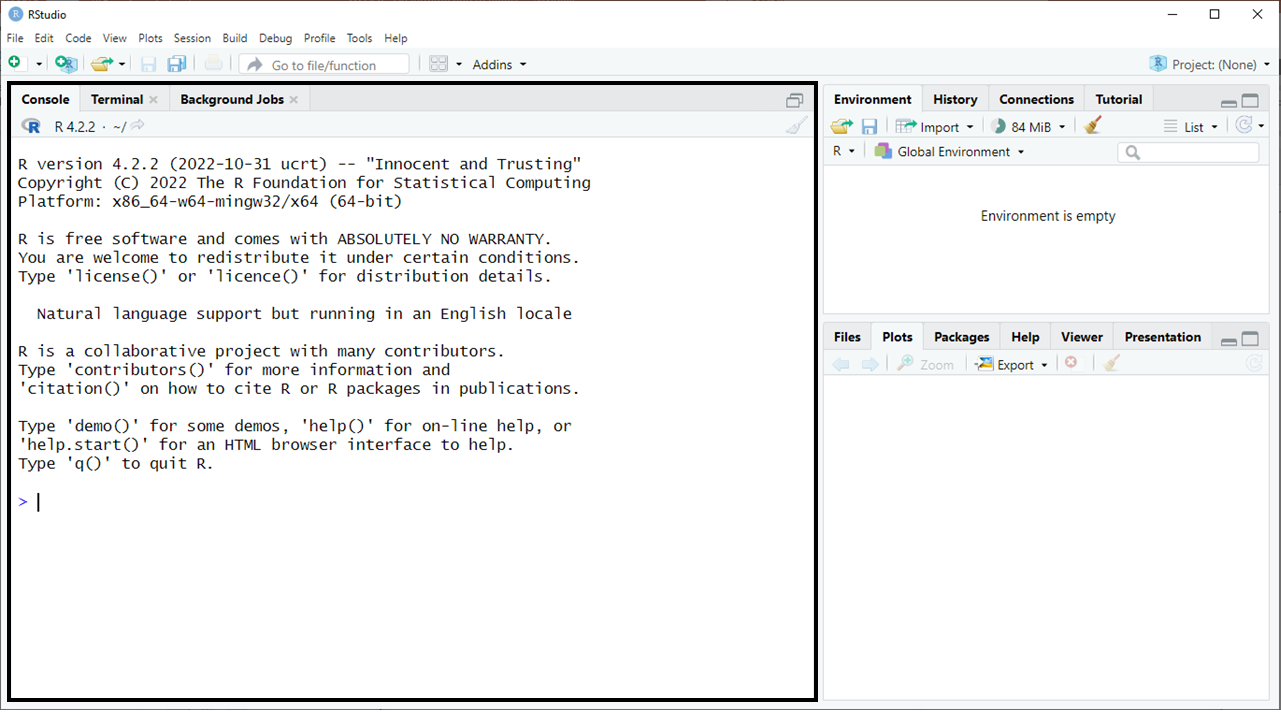 RStudio
File Edit Code View Plots Session Build Debug Profile Tools Help
Go to file/function Addins Project: (None)
Console Terminal Background Jobs
R 4.2.2 · ~/
R version 4.2.2 (2022-10-31 ucrt) -- "Innocent and Trusting"
Copyright (C) 2022 The R Foundation for Statistical Computing
Platform: x86_64-w64-mingw32/x64 (64-bit)
R is free software and comes with ABSOLUTELY NO WARRANTY.
You are welcome to redistribute it under certain conditions.
Type 'license()' or 'licence()' for distribution details.
Natural language support but running in an English locale
R is a collaborative project with many contributors.
Type 'contributors()' for more information and
'citation()' on how to cite R or R packages in publications.
Type 'demo()' for some demos, 'help()' for on-line help, or
'help.start()' for an HTML browser interface to help.
Type 'q()' to quit R.
>
Environment History Connections Tutorial
Import 84 MiB List
R Global Environment
Environment is empty
Files Plots Packages Help Viewer Presentation
Zoom Export